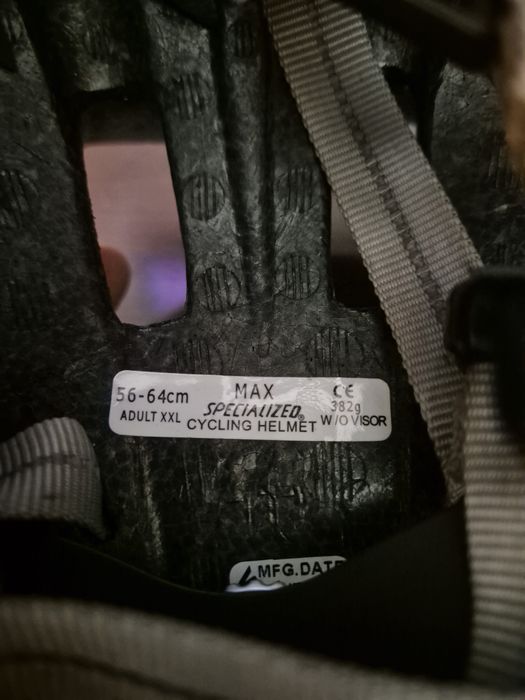 56-64cm MAX CE
ADULT XXL SPECIALIZED® 382g
CYCLING HELMET W/O VISOR
MFG.DATE